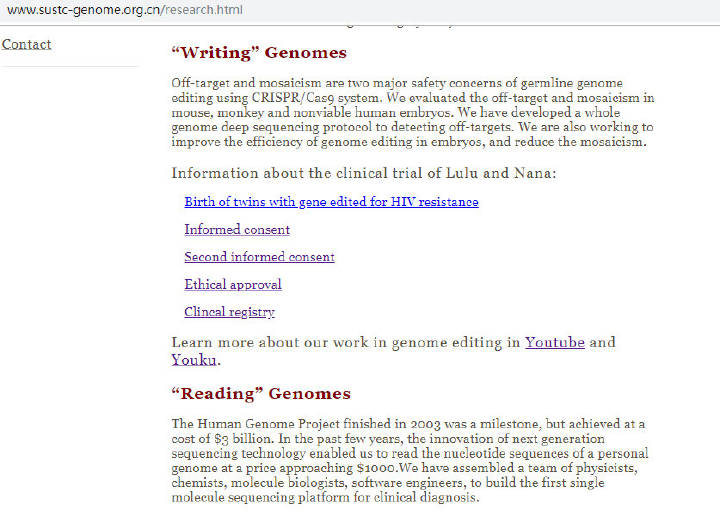 www.sustc-genome.org.cn/research.html
Contact
“Writing” Genomes
Off-target and mosaicism are two major safety concerns of germline genome
editing using CRISPR/Cas9 system. We evaluated the off-target and mosaicism in
mouse, monkey and nonviable human embryos. We have developed a whole
genome deep sequencing protocol to detecting off-targets. We are also working to
improve the efficiency of genome editing in embryos, and reduce the mosaicism.
Information about the clinical trial of Lulu and Nana:
Birth of twins with gene edited for HIV resistance
Informed consent
Second informed consent
Ethical approval
Clincal registry
Learn more about our work in genome editing in Youtube and
Youku.
“Reading” Genomes
The Human Genome Project finished in 2003 was a milestone, but achieved at a
cost of $3 billion. In the past few years, the innovation of next generation
sequencing technology enabled us to read the nucleotide sequences of a personal
genome at a price approaching $1000.We have assembled a team of physicists,
chemists, molecule biologists, software engineers, to build the first single
molecule sequencing platform for clinical diagnosis.